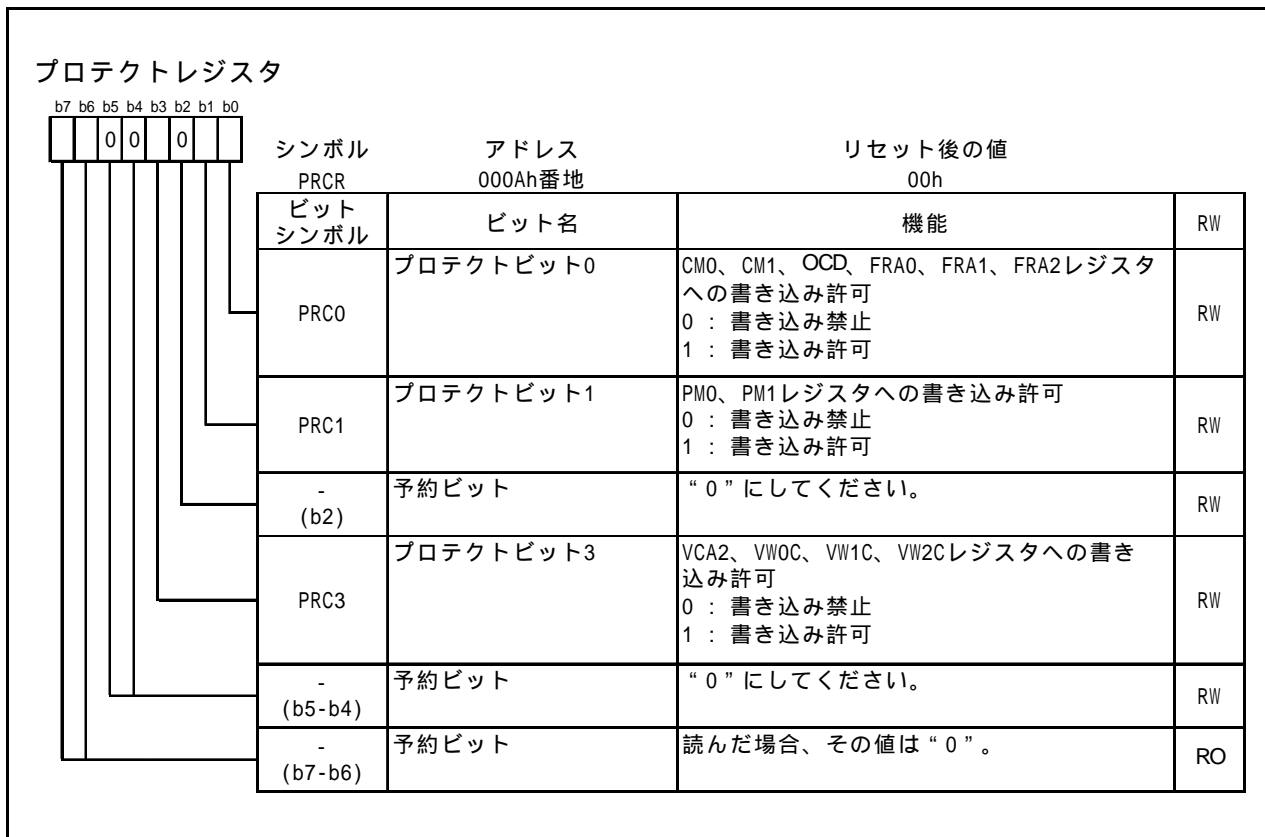 プロテクトレジスタ
b7 b6 b5 b4 b3 b2 b1 b0
0 0 0
シンボル アドレス リセット後の値
PRCR 000Ah番地 00h
ビット
シンボル
ビット名 機能 RW
PRC0
プロテクトビット0
CM0、CM1、OCD、FRA0、FRA1、FRA2レジスタ
への書き込み許可
0 : 書き込み禁止
1 : 書き込み許可
RW
PRC1
プロテクトビット1
PM0、PM1レジスタへの書き込み許可
0 : 書き込み禁止
1 : 書き込み許可
RW
-
(b2)
予約ビット
“0”にしてください。
RW
PRC3
プロテクトビット3
VCA2、VW0C、VW1C、VW2Cレジスタへの書き
込み許可
0 : 書き込み禁止
1 : 書き込み許可
RW
-
(b5-b4)
予約ビット
“0”にしてください。
RW
-
(b7-b6)
予約ビット
読んだ場合、その値は“0”。
RO